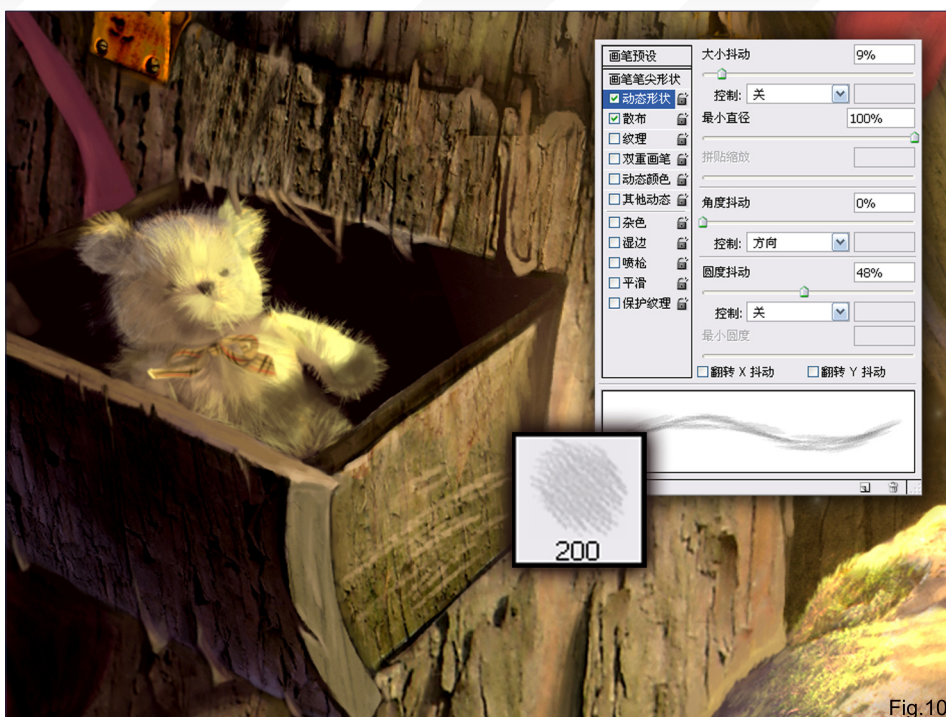 画笔预设
画笔笔尖形状
动态形状
散布
纹理
双重画笔
动态颜色
其他动态
杂色
湿边
喷枪
平滑
保护纹理
大小抖动 9%
控制: 关
最小直径 100%
拼贴缩放
角度抖动 0%
控制: 方向
圆度抖动 48%
控制: 关
最小圆度
翻转 X 抖动 翻转 Y 抖动
200
Fig.10